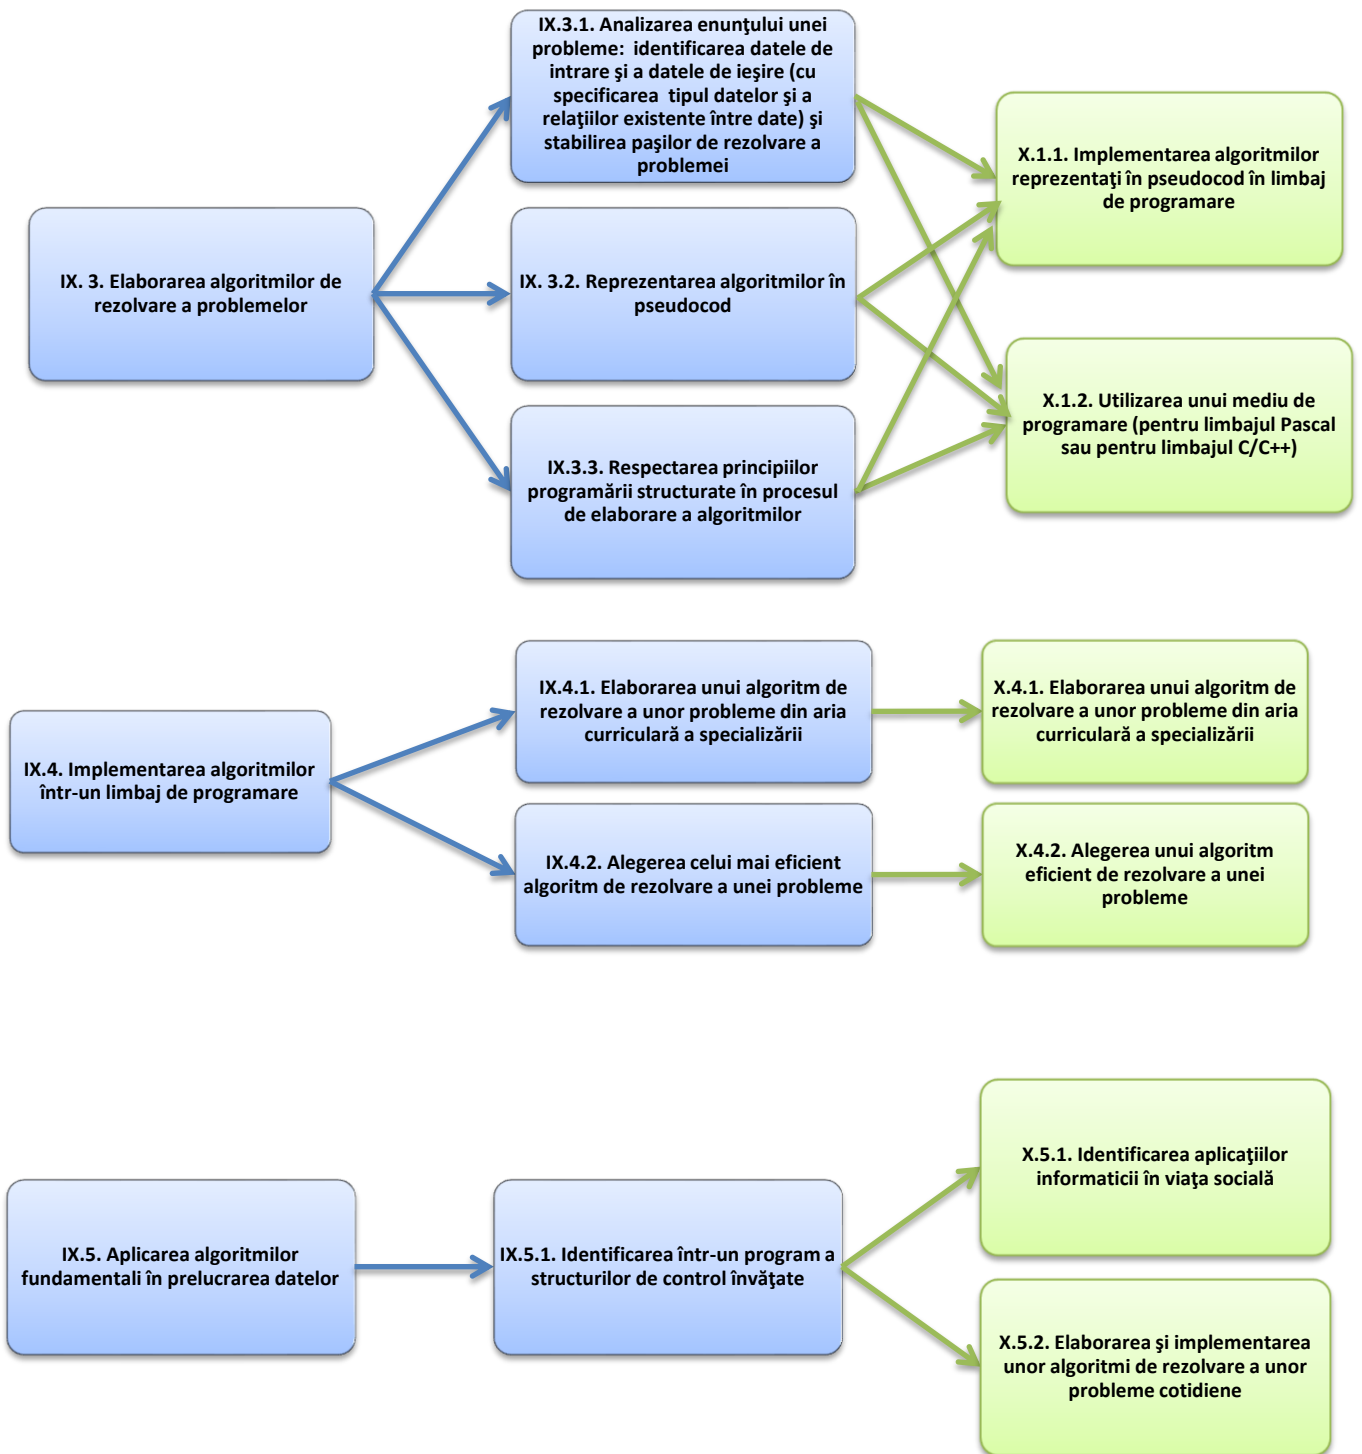 IX.3.1. Analizarea enunţului unei
probleme:  identificarea datele de
intrare şi a datele de ieşire (cu
specificarea  tipul datelor şi a
relaţiilor existente între date) şi
stabilirea paşilor de rezolvare a
problemei
X.1.1. Implementarea algoritmilor
reprezentaţi în pseudocod în limbaj
de programare
IX. 3. Elaborarea algoritmilor de
rezolvare a problemelor
IX. 3.2. Reprezentarea algoritmilor în
pseudocod
X.1.2. Utilizarea unui mediu de
programare (pentru limbajul Pascal
sau pentru limbajul C/C++)
IX.3.3. Respectarea principiilor
programării structurate în procesul
de elaborare a algoritmilor
IX.4.1. Elaborarea unui algoritm de
rezolvare a unor probleme din aria
curriculară a specializării
X.4.1. Elaborarea unui algoritm de
rezolvare a unor probleme din aria
curriculară a specializării
IX.4. Implementarea algoritmilor
într-un limbaj de programare
IX.4.2. Alegerea celui mai eficient
algoritm de rezolvare a unei probleme
X.4.2. Alegerea unui algoritm
eficient de rezolvare a unei
probleme
X.5.1. Identificarea aplicaţiilor
informaticii în viaţa socială
IX.5. Aplicarea algoritmilor
fundamentali în prelucrarea datelor
IX.5.1. Identificarea într-un program a
structurilor de control învăţate
X.5.2. Elaborarea şi implementarea
unor algoritmi de rezolvare a unor
probleme cotidiene